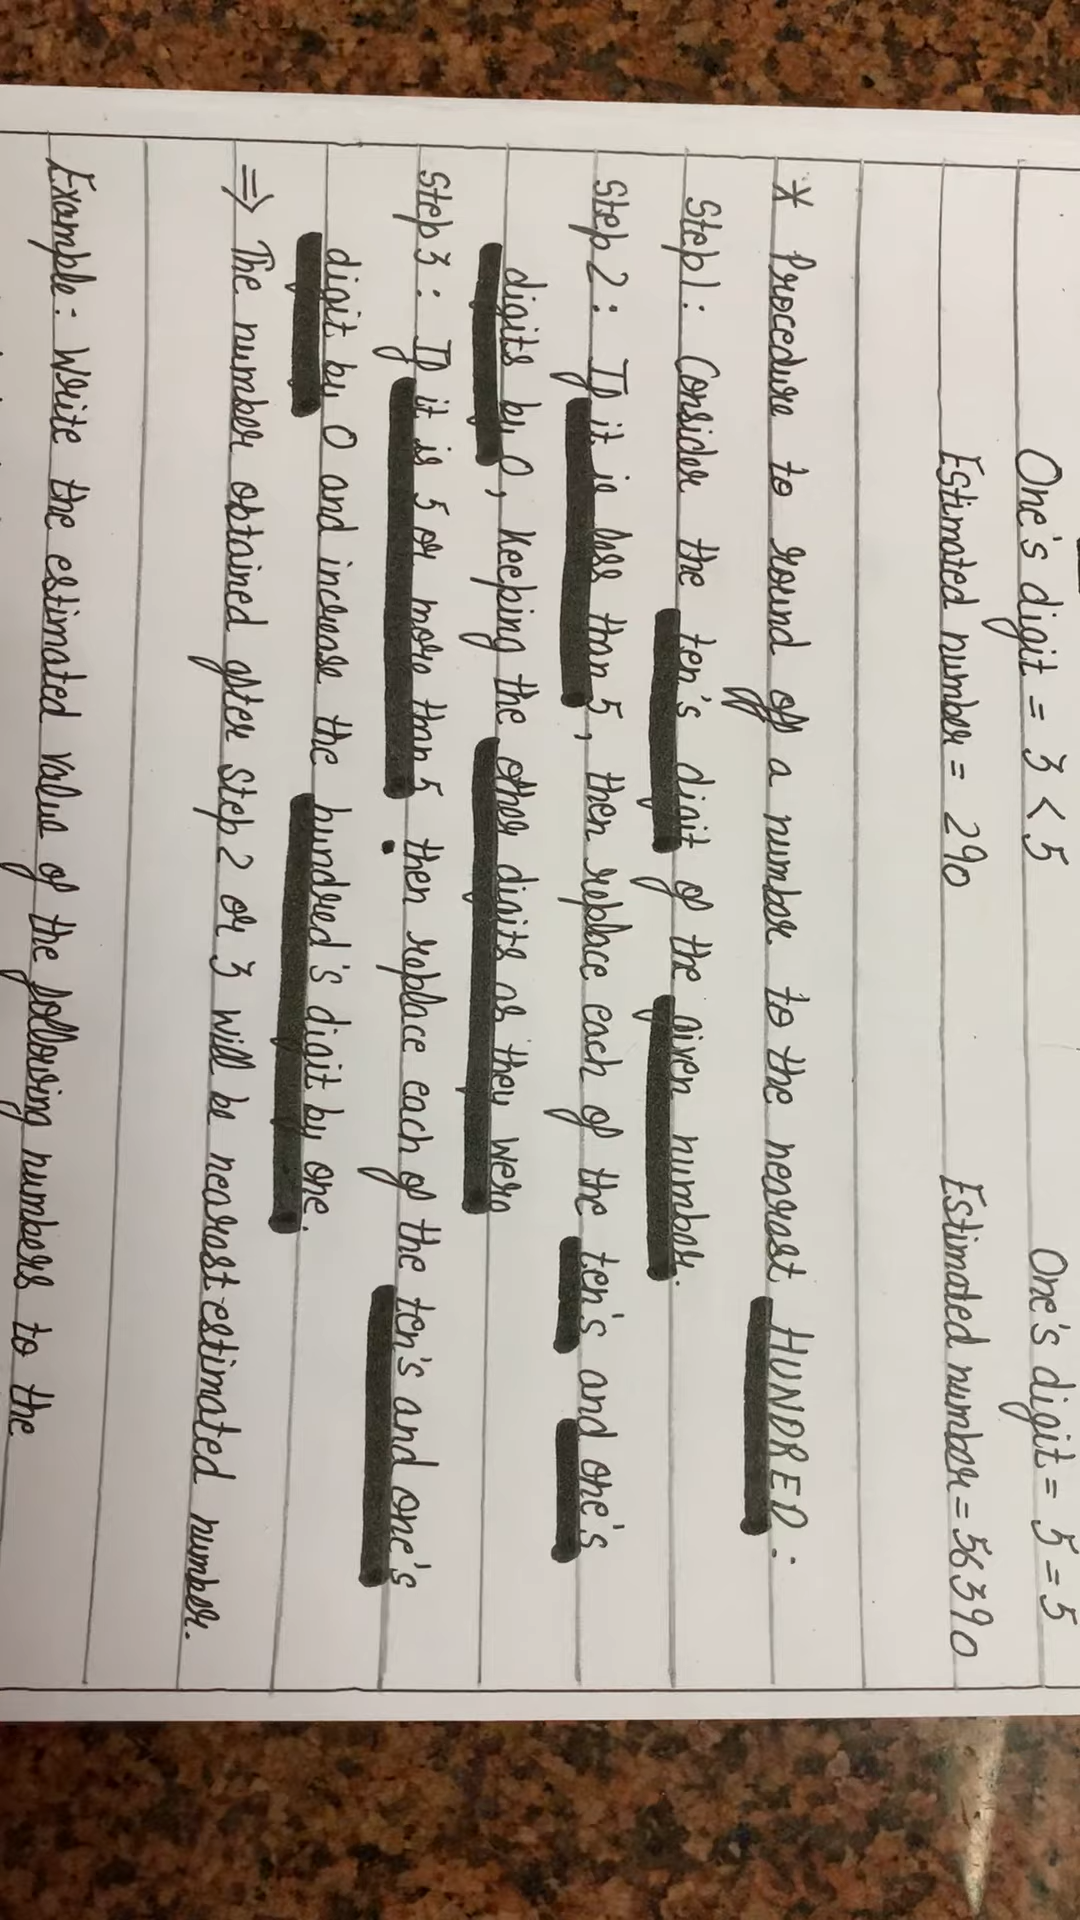 One's digit = 3 < 5 One's digit = 5 = 5
Estimated number = 290 Estimated number = 56390
* Procedure to round off a number to the nearest HUNDRED :
Step 1 : Consider the ten's digit of the given number.
Step 2 : If it is less than 5, then replace each of the ten's and one's
digits by 0, keeping the other digits as they were
Step 3 : If it is 5 or more than 5 then replace each of the ten's and one's
digit by 0 and increase the hundred's digit by one.
⇒ The number obtained after step 2 or 3 will be nearest estimated number.
Example : Write the estimated value of the following numbers to the